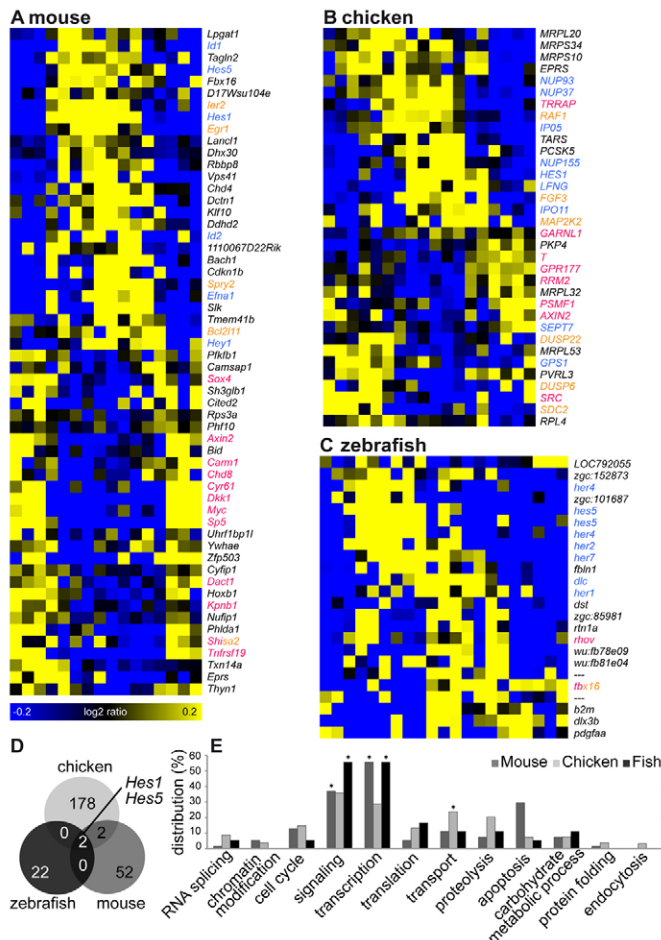 A mouse
Lpgat1
Id1
Tagln2
Hes5
Fbx16
D17Wsu104e
Ier2
Hes1
Egr1
Lancl1
Dhx30
Rbbp8
Vps41
Chd4
Dctn1
Klf10
Ddhd2
Id2
1110067D22Rik
Bach1
Cdkn1b
Spry2
Efna1
Slk
Tmem41b
Bcl2l11
Hey1
Pfkfb1
Camsap1
Sox4
Sh3glb1
Cited2
Rps3a
Phf10
Axin2
Bid
Carm1
Chd8
Cyr61
Dkk1
Myc
Sp5
Uhrf1bp1l
Ywhae
Zfp503
Cyfip1
Dact1
HoxB1
Kpnb1
Nufip1
Phlda1
Shisa2
Tnfrsf19
Txn14a
Eprs
Thyn1
-0.2 log2 ratio 0.2
B chicken
MRPL20
MRPS34
MRPS10
EPRS
NUP93
NUP37
TRRAP
RAF1
IP05
TARS
PCSK5
NUP155
HES1
LFNG
FGF3
IPO11
MAP2K2
GARNL1
PKP4
T
GPR177
RRM2
MRPL32
PSMF1
AXIN2
SEPT7
DUSP22
MRPL53
GPS1
PVRL3
DUSP6
SRC
SDC2
RPL4
C zebrafish
LOC792055
zgc:152873
her4
zgc:101687
hes5
hes5
her4
her2
her7
fbln1
dlc
her1
dst
zgc:85981
rtn1a
rhov
wu:fb78e09
wu:fb81e04
---
tbx16
---
b2m
dlx3b
pdgfaa
D
chicken
Hes1
Hes5
178
0 2
2
0
22 52
zebrafish mouse
E
distribution (%)
60
50
40
30
20
10
0
* * * * *
Mouse Chicken Fish
RNA splicing
chromatin modification
cell cycle
signaling
transcription
translation
transport
proteolysis
apoptosis
carbohydrate metabolic process
protein folding
endocytosis